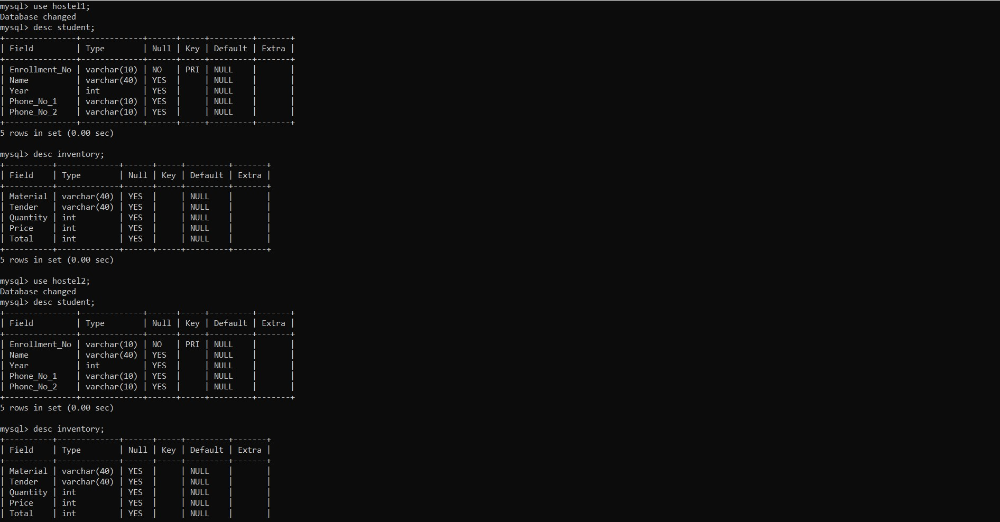 mysql> use hostel1;
Database changed
mysql> desc student;
+---------------+-------------+------+-----+---------+-------+
| Field         | Type        | Null | Key | Default | Extra |
+---------------+-------------+------+-----+---------+-------+
| Enrollment_No | varchar(10) | NO   | PRI | NULL    |       |
| Name          | varchar(40) | YES  |     | NULL    |       |
| Year          | int         | YES  |     | NULL    |       |
| Phone_No_1    | varchar(10) | YES  |     | NULL    |       |
| Phone_No_2    | varchar(10) | YES  |     | NULL    |       |
+---------------+-------------+------+-----+---------+-------+
5 rows in set (0.00 sec)

mysql> desc inventory;
+----------+-------------+------+-----+---------+-------+
| Field    | Type        | Null | Key | Default | Extra |
+----------+-------------+------+-----+---------+-------+
| Material | varchar(40) | YES  |     | NULL    |       |
| Tender   | varchar(40) | YES  |     | NULL    |       |
| Quantity | int         | YES  |     | NULL    |       |
| Price    | int         | YES  |     | NULL    |       |
| Total    | int         | YES  |     | NULL    |       |
+----------+-------------+------+-----+---------+-------+
5 rows in set (0.00 sec)

mysql> use hostel2;
Database changed
mysql> desc student;
+---------------+-------------+------+-----+---------+-------+
| Field         | Type        | Null | Key | Default | Extra |
+---------------+-------------+------+-----+---------+-------+
| Enrollment_No | varchar(10) | NO   | PRI | NULL    |       |
| Name          | varchar(40) | YES  |     | NULL    |       |
| Year          | int         | YES  |     | NULL    |       |
| Phone_No_1    | varchar(10) | YES  |     | NULL    |       |
| Phone_No_2    | varchar(10) | YES  |     | NULL    |       |
+---------------+-------------+------+-----+---------+-------+
5 rows in set (0.00 sec)

mysql> desc inventory;
+----------+-------------+------+-----+---------+-------+
| Field    | Type        | Null | Key | Default | Extra |
+----------+-------------+------+-----+---------+-------+
| Material | varchar(40) | YES  |     | NULL    |       |
| Tender   | varchar(40) | YES  |     | NULL    |       |
| Quantity | int         | YES  |     | NULL    |       |
| Price    | int         | YES  |     | NULL    |       |
| Total    | int         | YES  |     | NULL    |       |